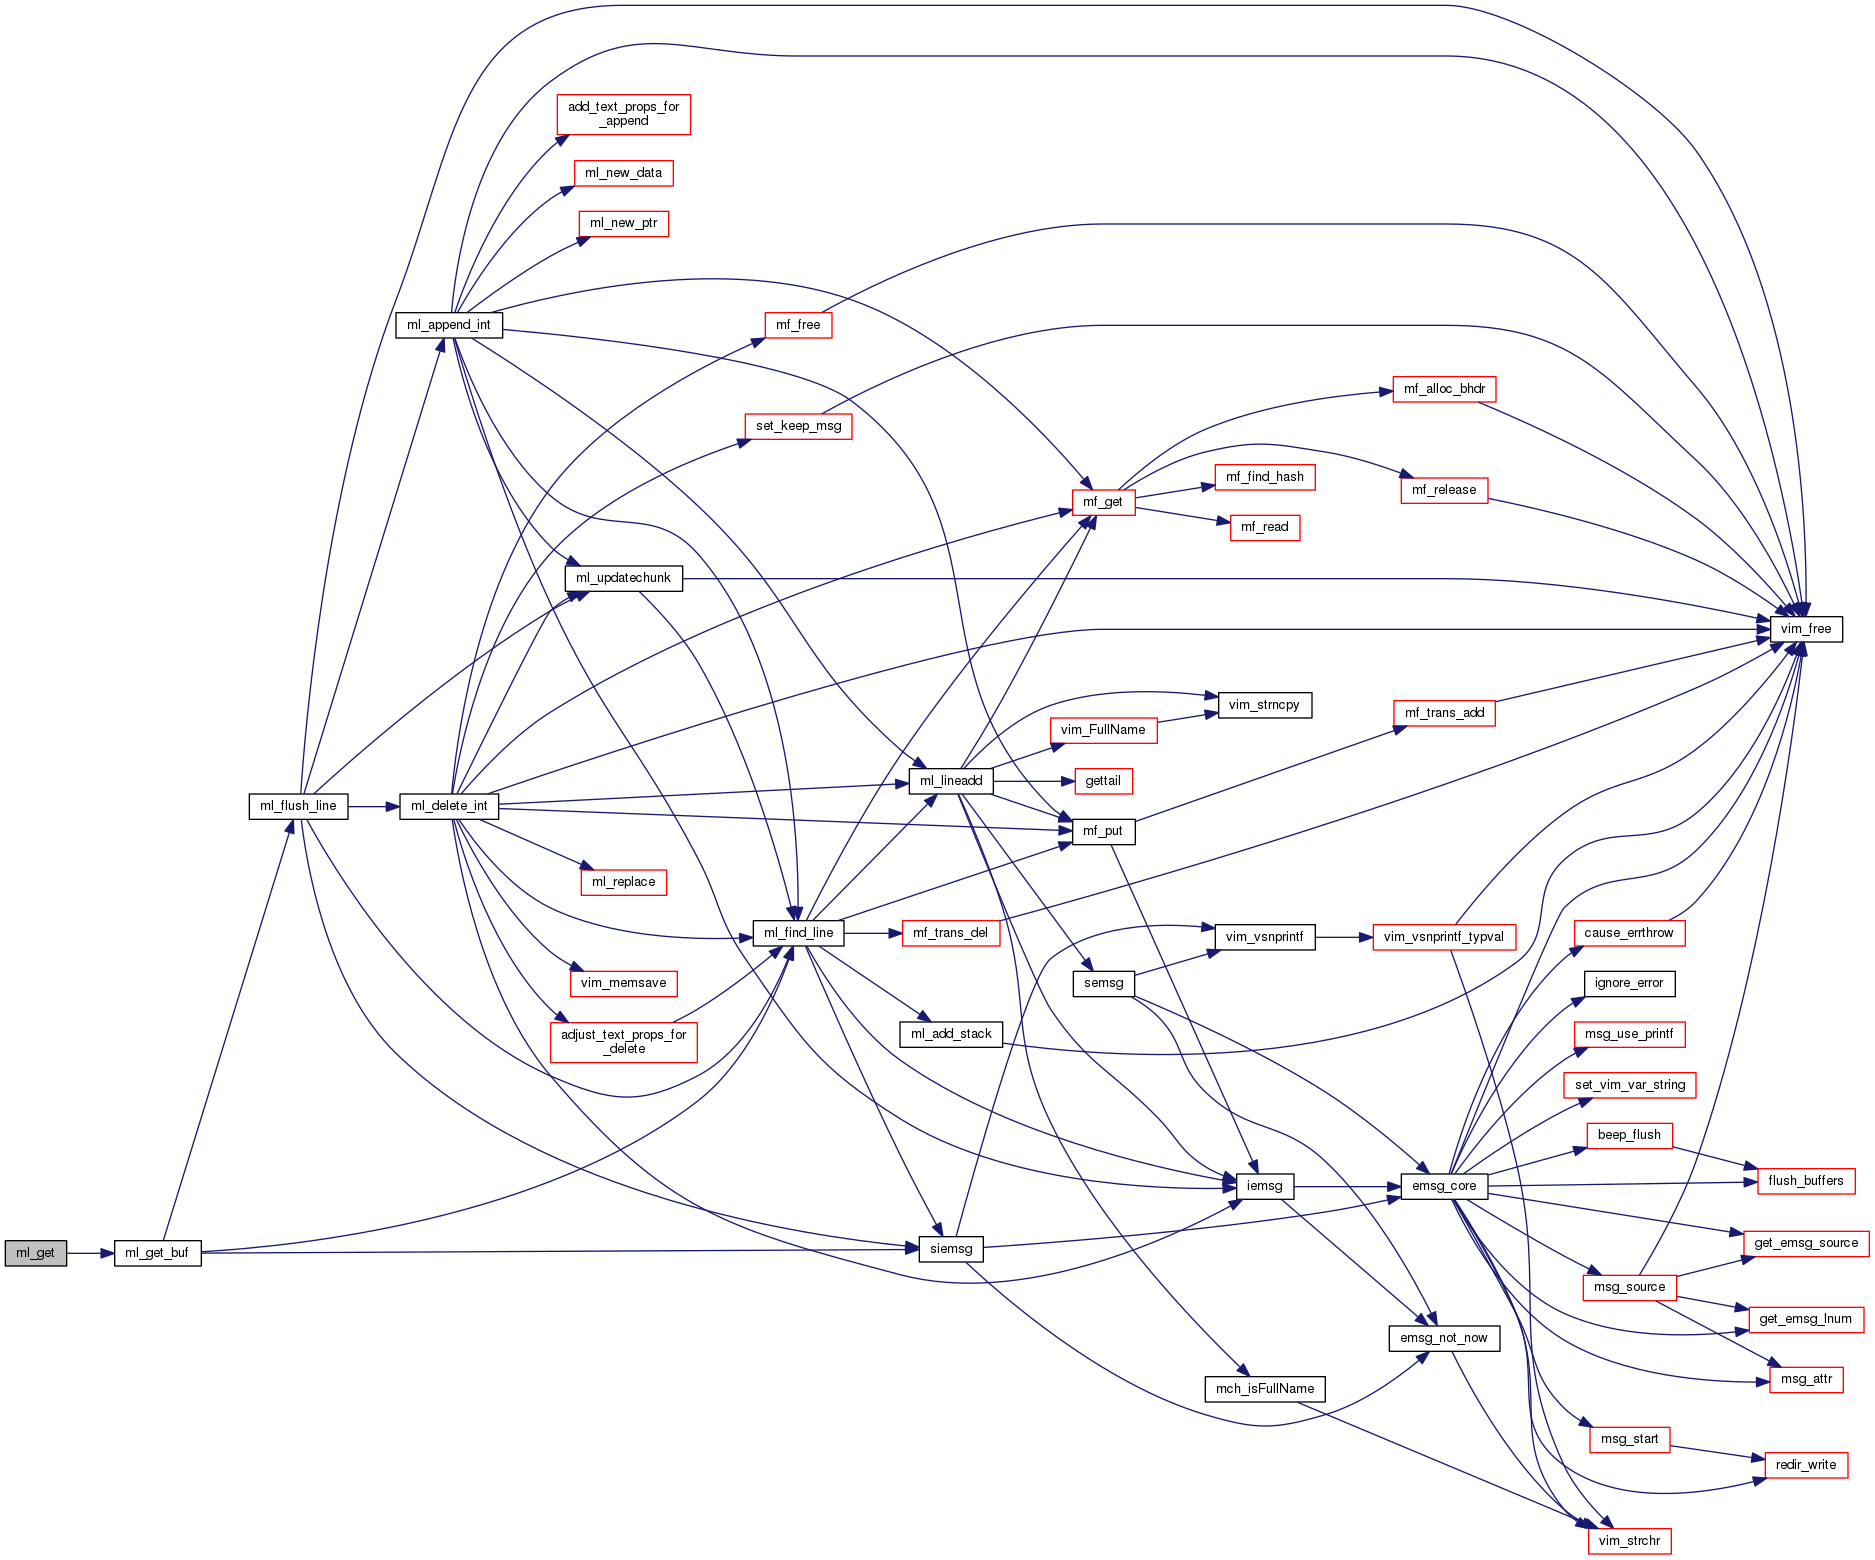 add_text_props_for
_append
ml_new_data
ml_new_ptr
ml_append_int
mf_free
mf_alloc_bhdr
set_keep_msg
mf_find_hash
mf_release
mf_get
mf_read
ml_updatechunk
vim_free
vim_strncpy
mf_trans_add
vim_FullName
ml_lineadd
gettail
ml_flush_line
ml_delete_int
mf_put
ml_replace
ml_find_line
mf_trans_del
vim_vsnprintf
vim_vsnprintf_typval
cause_errthrow
vim_memsave
semsg
ignore_error
adjust_text_props_for
_delete
ml_add_stack
msg_use_printf
set_vim_var_string
beep_flush
flush_buffers
iemsg
emsg_core
ml_get
ml_get_buf
siemsg
get_emsg_source
msg_source
get_emsg_lnum
emsg_not_now
msg_attr
mch_isFullName
msg_start
redir_write
vim_strchr